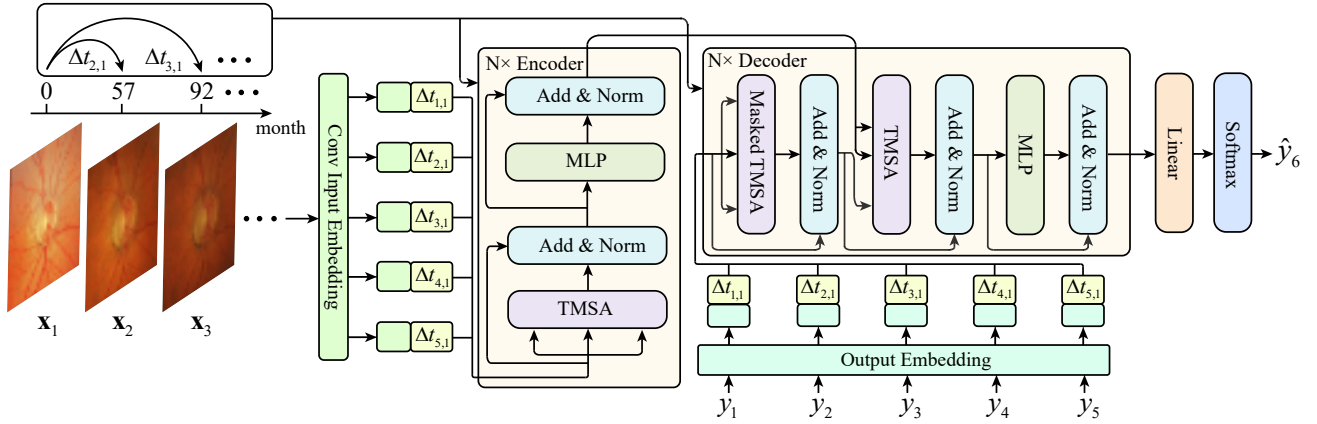 Δt2,1 Δt3,1 • • •
0 57 92 • • •
month
x1 x2 x3
• • •
Conv Input Embedding
Δt1,1
Δt2,1
Δt3,1
Δt4,1
Δt5,1
N× Encoder
Add & Norm
MLP
Add & Norm
TMSA
N× Decoder
Masked TMSA
Add & Norm
TMSA
Add & Norm
MLP
Add & Norm
Linear
Softmax
ŷ6
Δt1,1 Δt2,1 Δt3,1 Δt4,1 Δt5,1
Output Embedding
y1 y2 y3 y4 y5